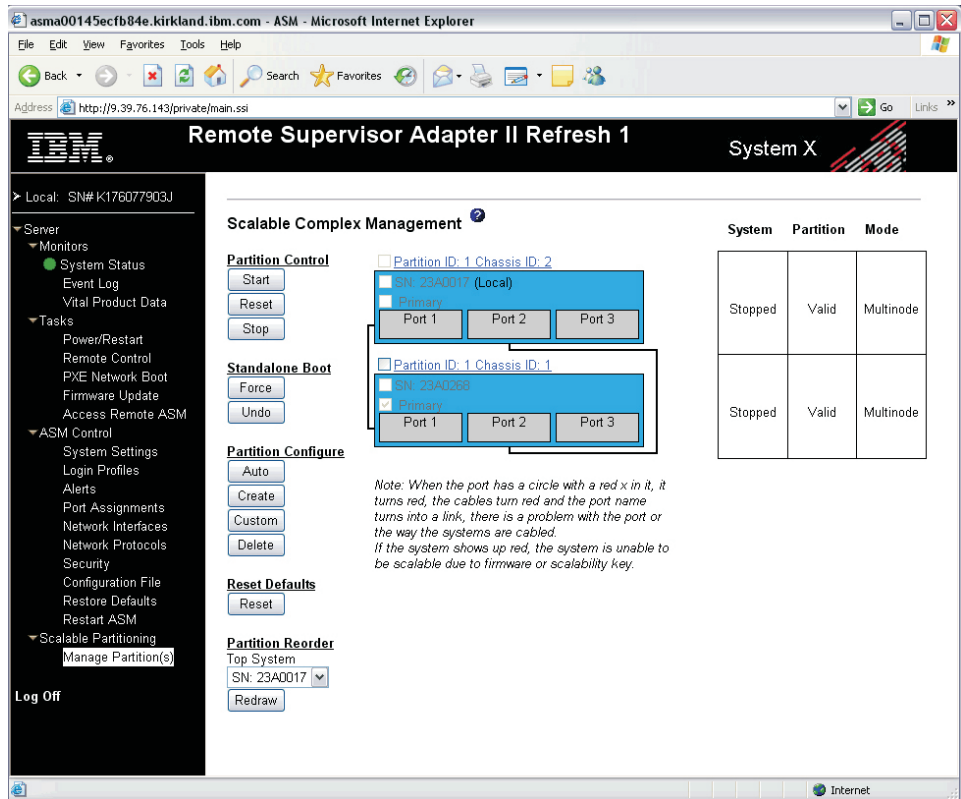 asma00145ecfb84e.kirkland.ibm.com - ASM - Microsoft Internet Explorer
File Edit View Favorites Tools Help
Back Search Favorites
Address http://9.39.76.143/private/main.ssi Go Links »
IBM® Remote Supervisor Adapter II Refresh 1 System X
Local: SN# K176077903J
Server
Monitors
System Status
Event Log
Vital Product Data
Tasks
Power/Restart
Remote Control
PXE Network Boot
Firmware Update
Access Remote ASM
ASM Control
System Settings
Login Profiles
Alerts
Port Assignments
Network Interfaces
Network Protocols
Security
Configuration File
Restore Defaults
Restart ASM
Scalable Partitioning
Manage Partition(s)
Log Off
Scalable Complex Management ?
Partition Control
Start
Reset
Stop
Standalone Boot
Force
Undo
Partition Configure
Auto
Create
Custom
Delete
Reset Defaults
Reset
Partition Reorder
Top System
SN: 23A0017
Redraw
Partition ID: 1 Chassis ID: 2
SN: 23A0017 (Local)
Primary
Port 1 Port 2 Port 3
Partition ID: 1 Chassis ID: 1
SN: 23A0268
Primary
Port 1 Port 2 Port 3
Note: When the port has a circle with a red x in it, it
turns red, the cables turn red and the port name
turns into a link, there is a problem with the port or
the way the systems are cabled.
If the system shows up red, the system is unable to
be scalable due to firmware or scalability key.
System Partition Mode
Stopped Valid Multinode
Stopped Valid Multinode
Internet